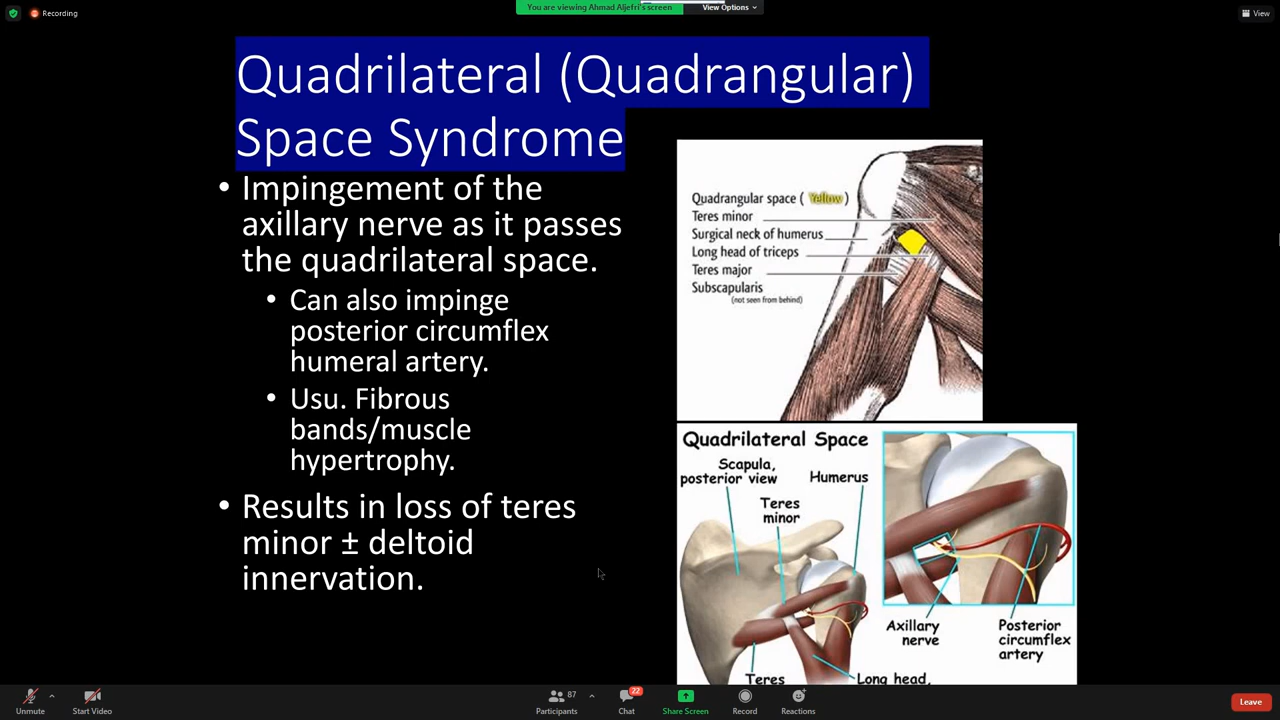 Recording
You are viewing Ahmad Aljefri's screen
View Options
View
Quadrilateral (Quadrangular)
Space Syndrome
• Impingement of the
axillary nerve as it passes
the quadrilateral space.
• Can also impinge
posterior circumflex
humeral artery.
• Usu. Fibrous
bands/muscle
hypertrophy.
• Results in loss of teres
minor ± deltoid
innervation.
Quadrangular space ( Yellow )
Teres minor
Surgical neck of humerus
Long head of triceps
Teres major
Subscapularis
(not seen from behind)
Quadrilateral Space
Scapula,
posterior view
Humerus
Teres
minor
Axillary
nerve
Posterior
circumflex
artery
Teres
Long head,
Unmute
Start Video
87
Participants
22
Chat
Share Screen
Record
Reactions
Leave